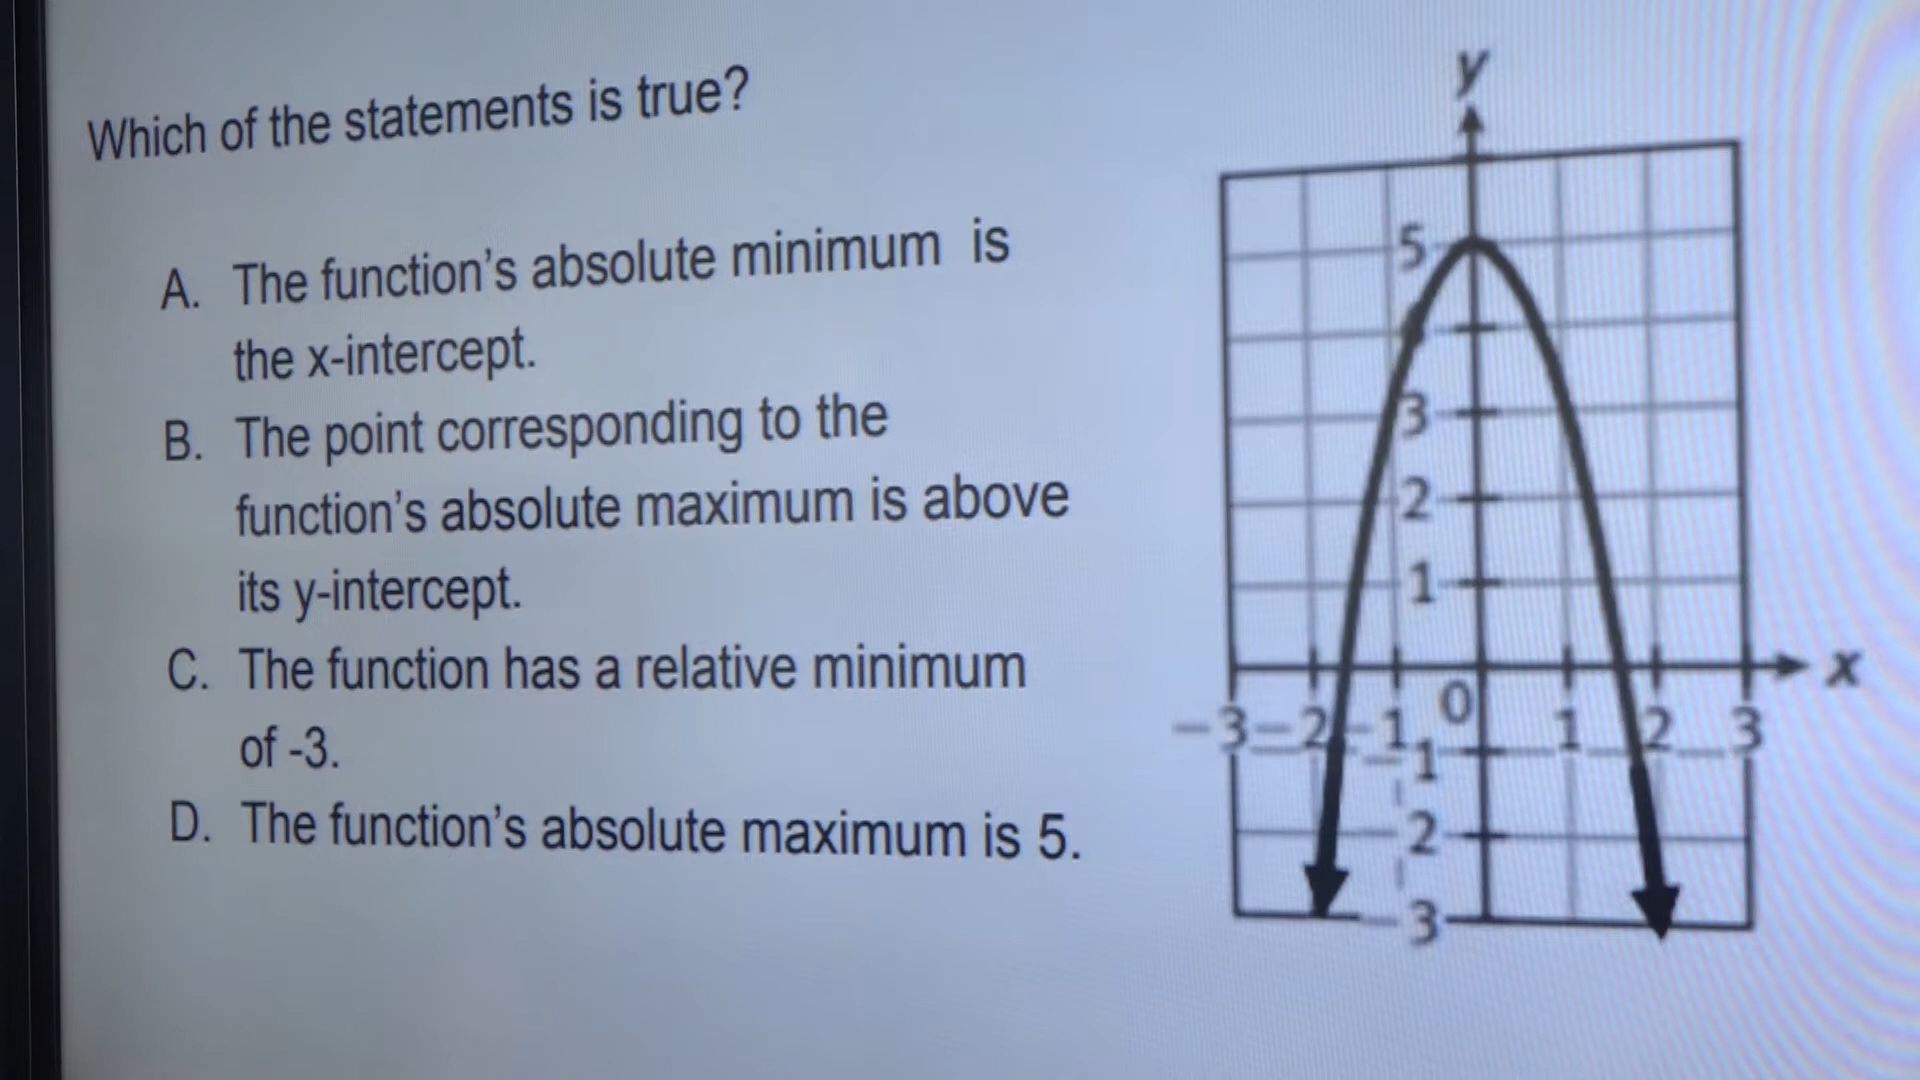 Which of the statements is true?
A. The function's absolute minimum is
the x-intercept.
B. The point corresponding to the
function's absolute maximum is above
its y-intercept.
C. The function has a relative minimum
of -3.
D. The function's absolute maximum is 5.
y
5
3
2
1
x
-3 -2 -1 0 1 2 3
-1
-2
-3